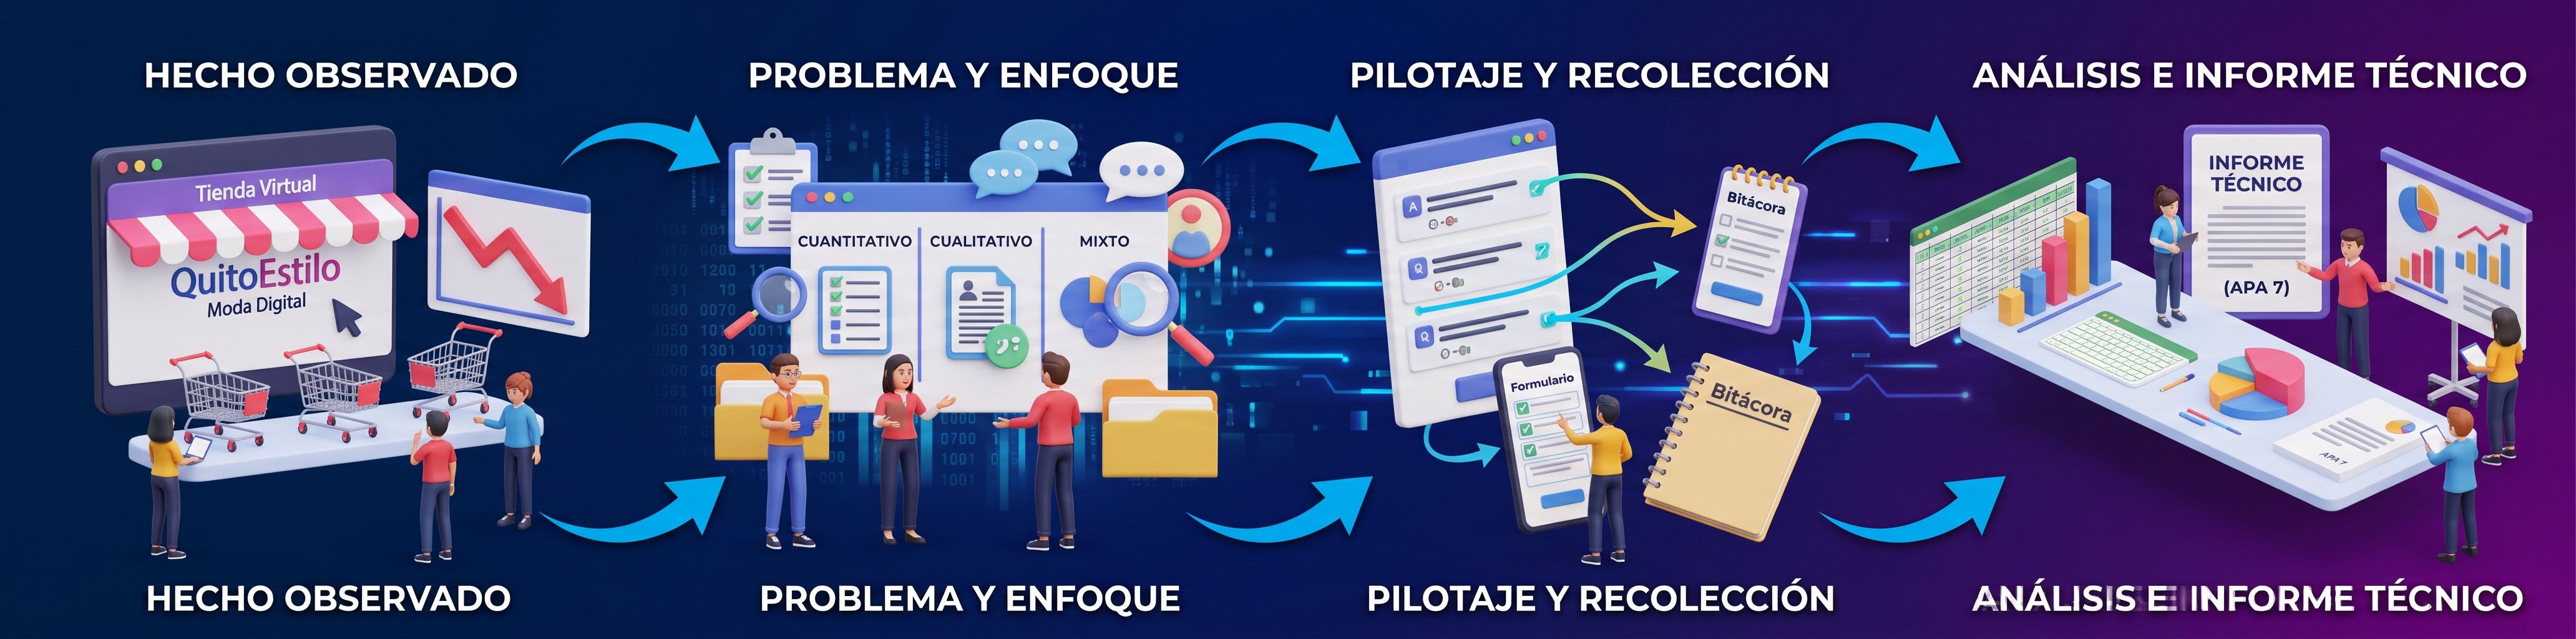 HECHO OBSERVADO
PROBLEMA Y ENFOQUE
PILOTAJE Y RECOLECCIÓN
ANÁLISIS E INFORME TÉCNICO
Tienda Virtual
QuitoEstilo
Moda Digital
CUANTITATIVO
CUALITATIVO
MIXTO
A
Bitácora
Formulario
Bitácora
INFORME
TÉCNICO
(APA 7)
APA 7
HECHO OBSERVADO
PROBLEMA Y ENFOQUE
PILOTAJE Y RECOLECCIÓN
ANÁLISIS E INFORME TÉCNICO